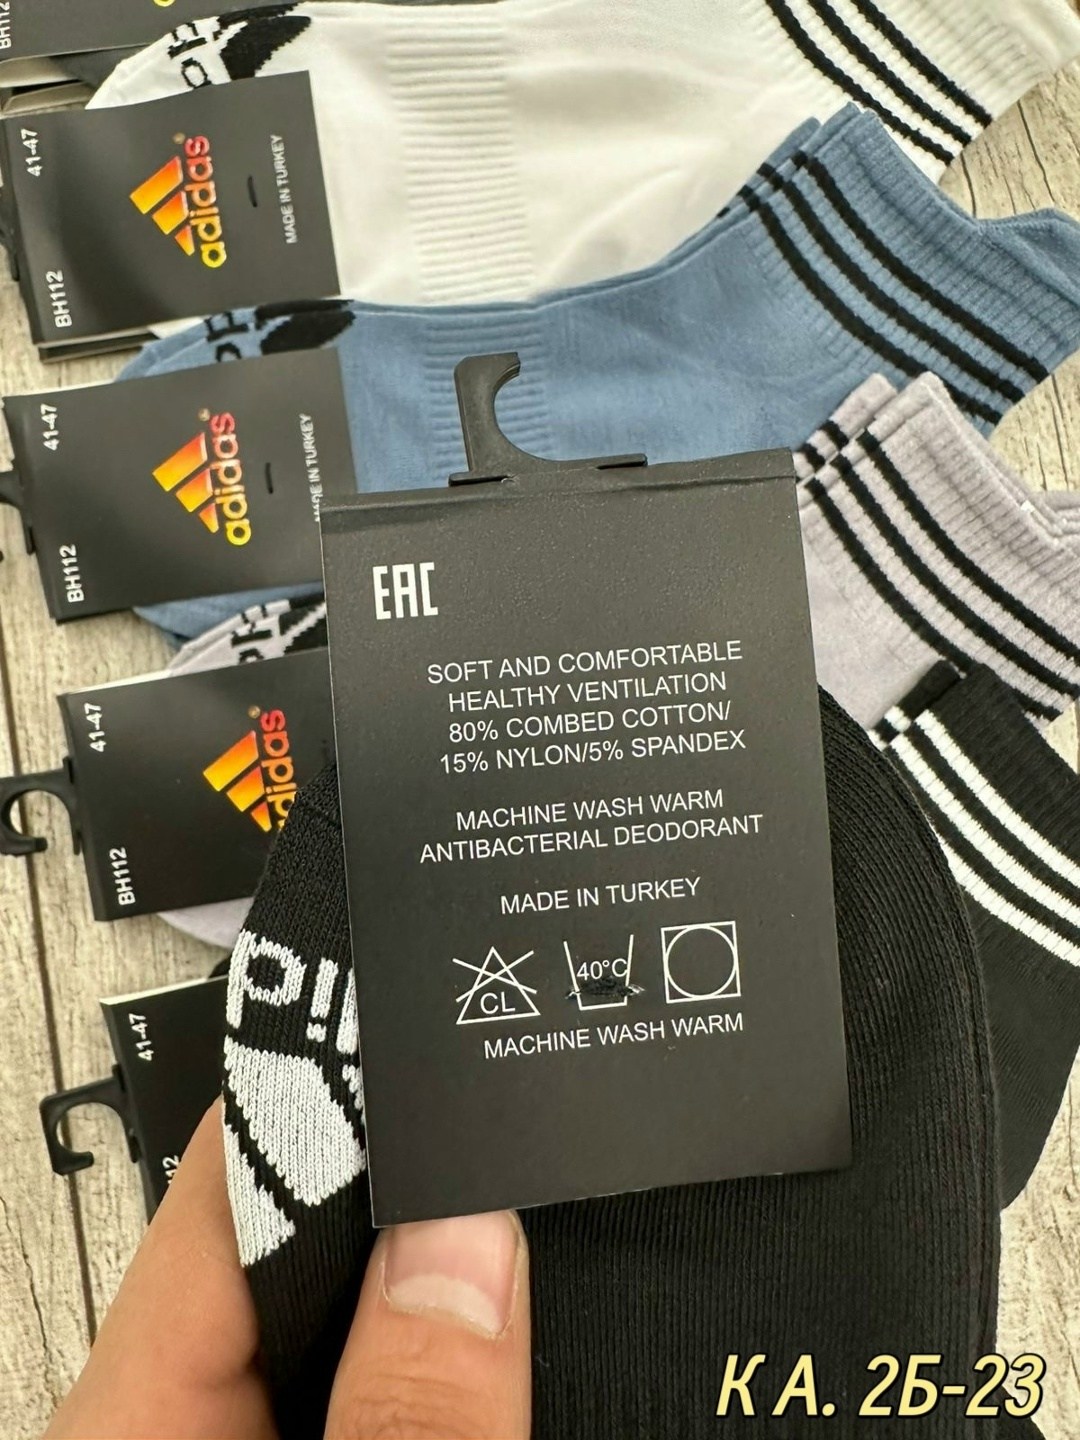 BH112
41-47
adidas
MADE IN TURKEY
BH112
41-47
adidas
MADE IN TURKEY
BH112
41-47
adidas
BH112
41-47
EAC
SOFT AND COMFORTABLE
HEALTHY VENTILATION
80% COMBED COTTON/
15% NYLON/5% SPANDEX
MACHINE WASH WARM
ANTIBACTERIAL DEODORANT
MADE IN TURKEY
CL
40°C
MACHINE WASH WARM
К А. 2Б-23